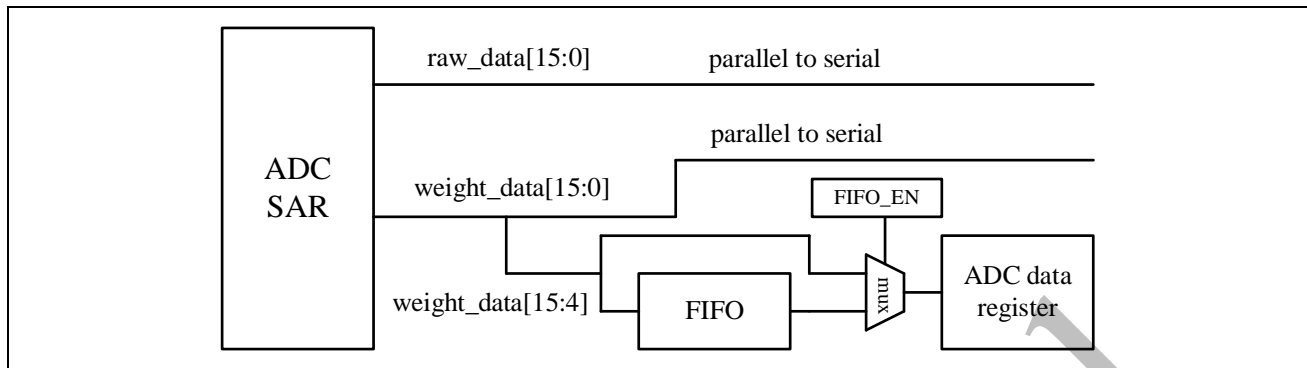 raw_data[15:0]
parallel to serial
parallel to serial
ADC
SAR
weight_data[15:0]
FIFO_EN
mux
ADC data
register
weight_data[15:4]
FIFO